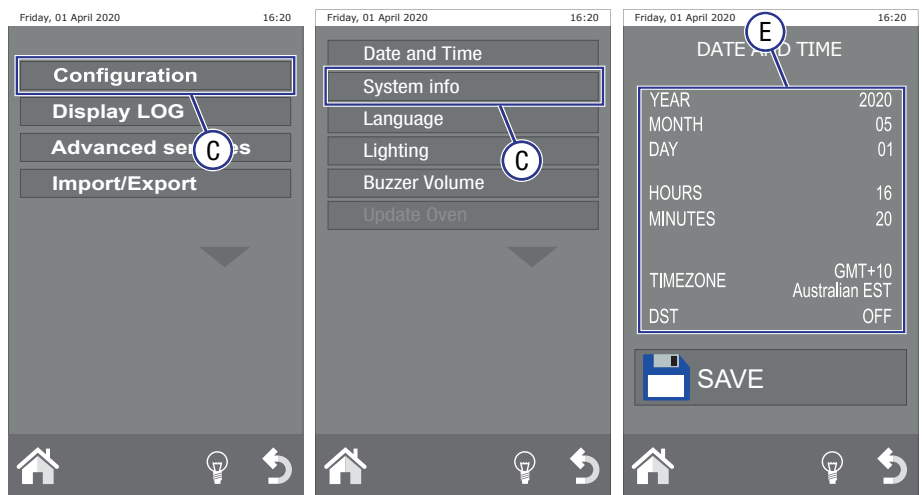 Friday, 01 April 2020 16:20
Configuration
Display LOG
Advanced ser C s
Import/Export
Friday, 01 April 2020 16:20
Date and Time
System info
Language
Lighting
C
Buzzer Volume
Update Oven
Friday, 01 April 2020 16:20
E
DATE AND TIME
YEAR 2020
MONTH 05
DAY 01
HOURS 16
MINUTES 20
TIMEZONE GMT+10
Australian EST
DST OFF
SAVE